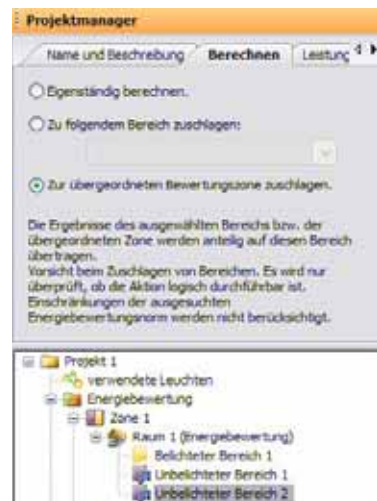 Projektmanager
Name und Beschreibung Berechnen Leistung
Eigenständig berechnen.
Zu folgendem Bereich zuschlagen:
Zur übergeordneten Bewertungszone zuschlagen.
Die Ergebnisse des ausgewählten Bereichs bzw. der
übergeordneten Zone werden anteilig auf diesen Bereich
übertragen.
Vorsicht beim Zuschlagen von Bereichen. Es wird nur
überprüft, ob die Aktion logisch durchführbar ist.
Einschränkungen der ausgesuchten
Energiebewertungsnorm werden nicht berücksichtigt.
Projekt 1
verwendete Leuchten
Energiebewertung
Zone 1
Raum 1 (Energiebewertung)
Belichteter Bereich 1
Unbelichteter Bereich 1
Unbelichteter Bereich 2